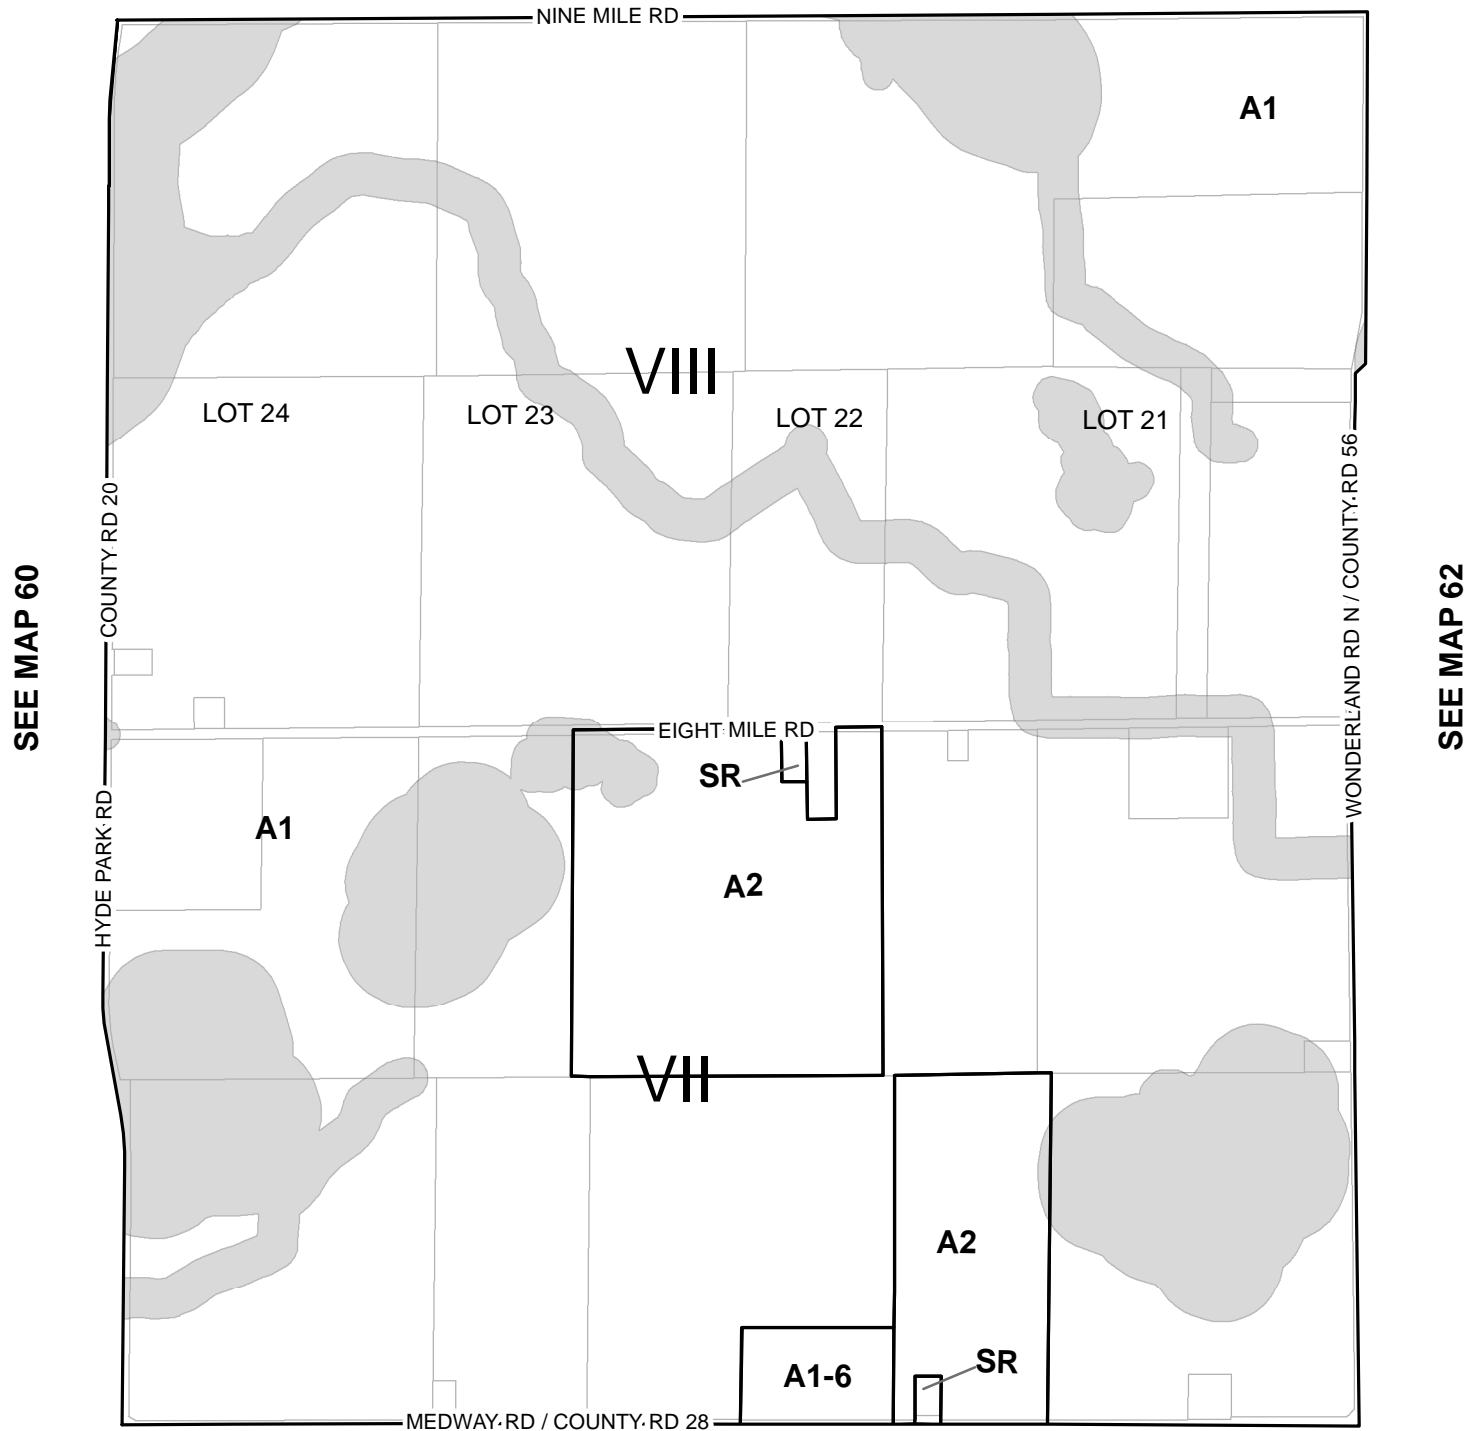 NINE MILE RD
A1
VIII
LOT 24
LOT 23
LOT 22
LOT 21
COUNTY RD 20
WONDERLAND RD N / COUNTY RD 56
SEE MAP 60
SEE MAP 62
EIGHT MILE RD
SR
HYDE PARK RD
A1
A2
VII
A2
SR
A1-6
MEDWAY RD / COUNTY RD 28